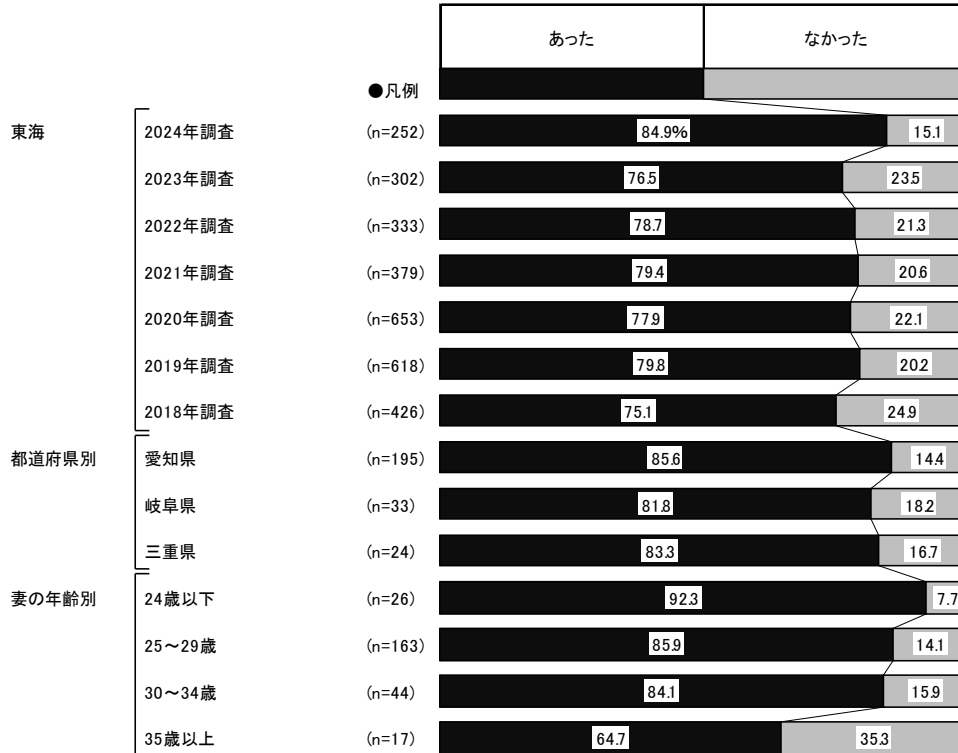 あった なかった
●凡例
東海 2024年調査 (n=252) 84.9% 15.1
2023年調査 (n=302) 76.5 23.5
2022年調査 (n=333) 78.7 21.3
2021年調査 (n=379) 79.4 20.6
2020年調査 (n=653) 77.9 22.1
2019年調査 (n=618) 79.8 20.2
2018年調査 (n=426) 75.1 24.9
都道府県別 愛知県 (n=195) 85.6 14.4
岐阜県 (n=33) 81.8 18.2
三重県 (n=24) 83.3 16.7
妻の年齢別 24歳以下 (n=26) 92.3 7.7
25～29歳 (n=163) 85.9 14.1
30～34歳 (n=44) 84.1 15.9
35歳以上 (n=17) 64.7 35.3